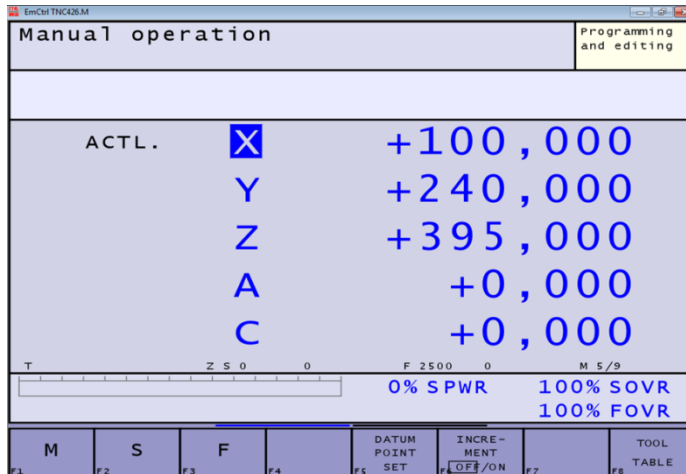 EmCtrl TNC426.M
Manual operation
Programming
and editing
ACTL. X +100,000
Y +240,000
Z +395,000
A +0,000
C +0,000
T Z S 0 0 F 2500 0 M 5/9
0% SPWR 100% SOVR
100% FOVR
M S F DATUM POINT SET INCRE- MENT OFF/ON TOOL TABLE
F1 F2 F3 F4 F5 F6 F7 F8